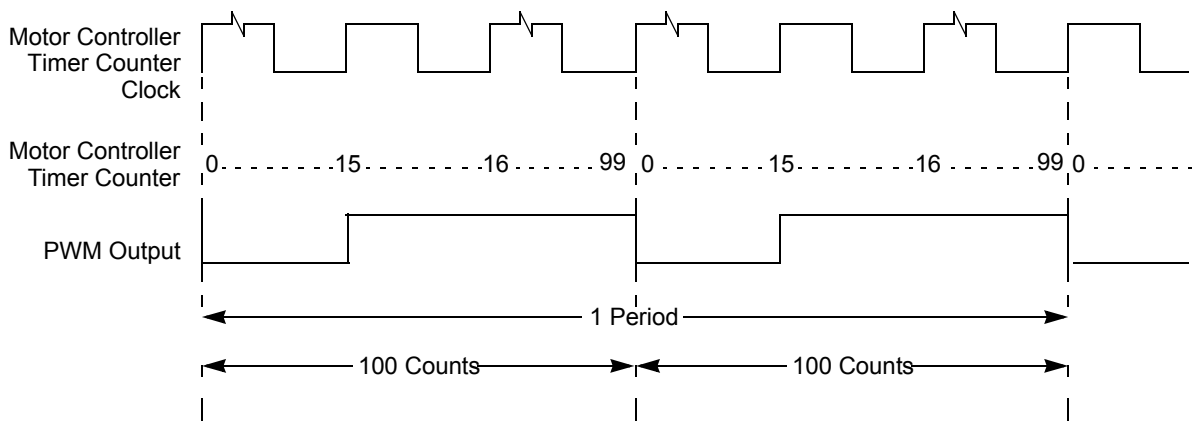 Motor Controller
Timer Counter
Clock
Motor Controller
Timer Counter
0 15 16 99 0 15 16 99 0
PWM Output
1 Period
100 Counts 100 Counts